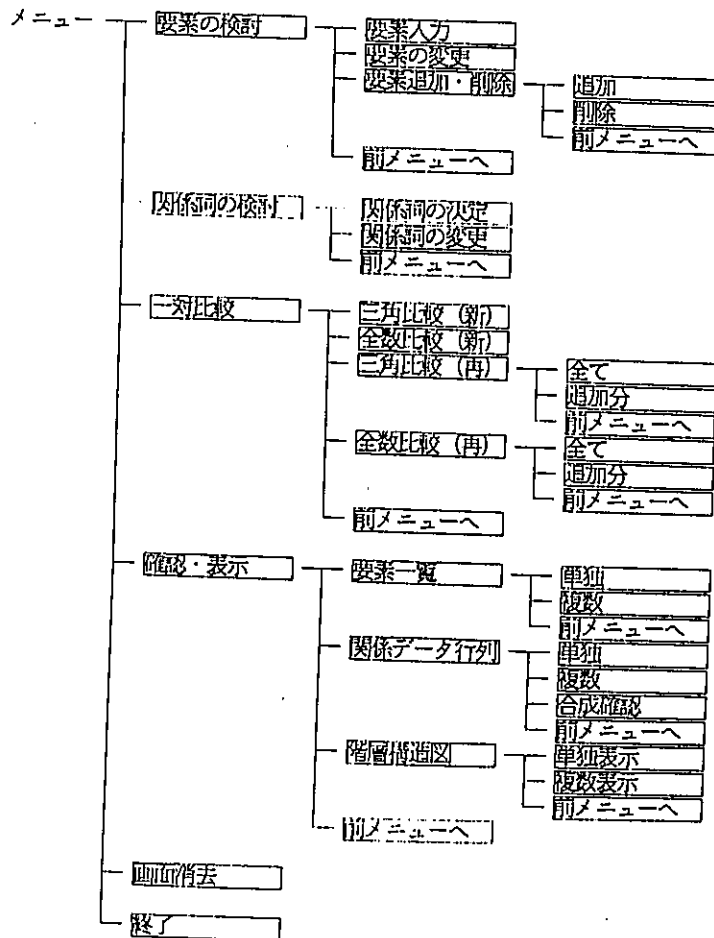 メニュー
要素の検討
要素入力
要素の変更
要素追加・削除
追加
削除
前メニューへ
前メニューへ
関係詞の検討
関係詞の決定
関係詞の変更
前メニューへ
一対比較
三角比較（新）
全数比較（新）
三角比較（再）
全て
追加分
前メニューへ
全数比較（再）
全て
追加分
前メニューへ
前メニューへ
確認・表示
要素一覧
単独
複数
前メニューへ
関係データ行列
単独
複数
合成確認
前メニューへ
階層構造図
単独表示
複数表示
前メニューへ
前メニューへ
画面消去
終了